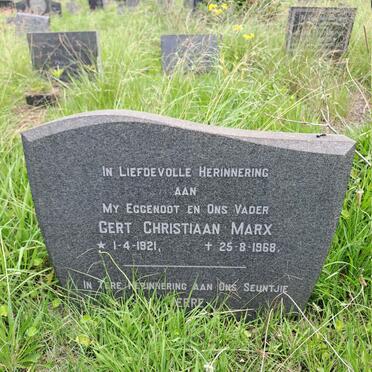 IN LIEFDEVOLLE HERINNERING
AAN
MY EGGENOOT EN ONS VADER
GERT CHRISTIAAN MARX
* 1-4-1921, † 25-8-1968.
IN TERE HERINNERING AAN ONS SEUNTJIE